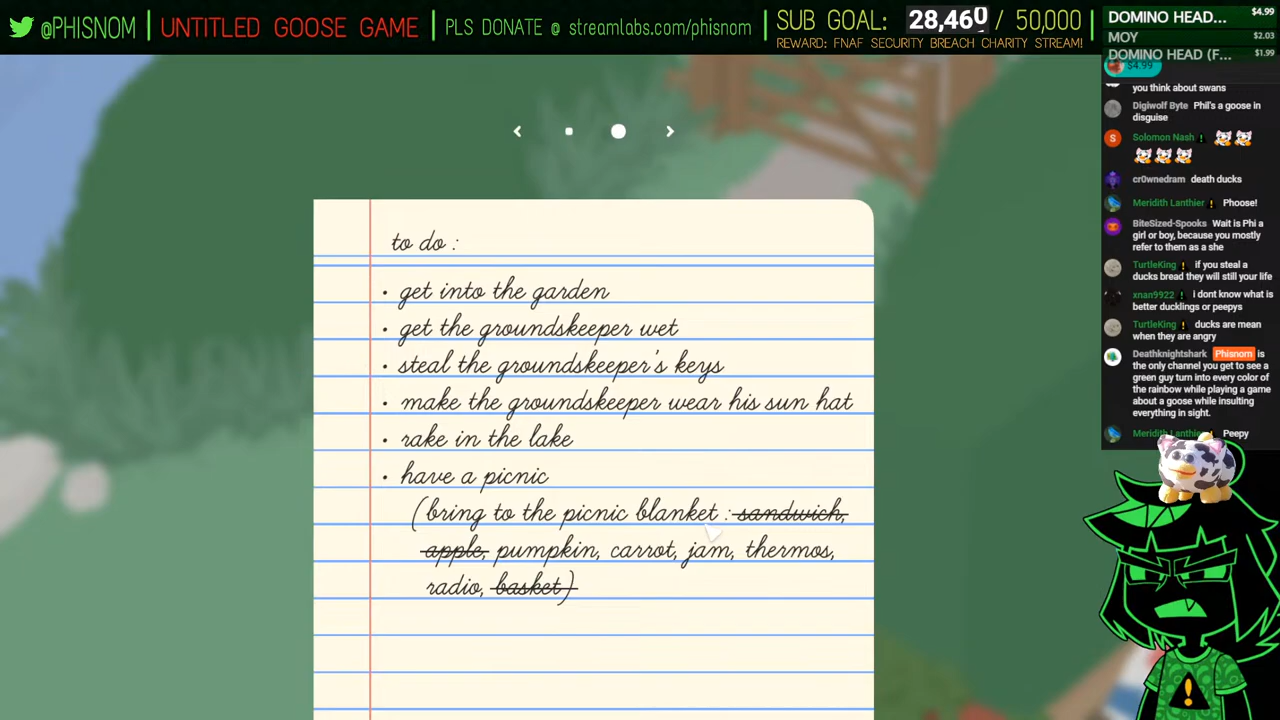 @PHISNOM
UNTITLED GOOSE GAME
PLS DONATE @ streamlabs.com/phisnom
SUB GOAL: 28,460 / 50,000
REWARD: FNAF SECURITY BREACH CHARITY STREAM!
DOMINO HEAD... $4.99
MOY $2.03
DOMINO HEAD (F... $1.99
$4.99
you think about swans
Digiwolf Byte Phil's a goose in
disguise
Solomon Nash
cr0wnedram death ducks
Meridith Lanthier Phoose!
BiteSized-Spooks Wait is Phi a
girl or boy, because you mostly
refer to them as a she
TurtleKing if you steal a
ducks bread they will still your life
xnan9922 i dont know what is
better ducklings or peepys
TurtleKing ducks are mean
when they are angry
Deathknightshark Phisnom is
the only channel you get to see a
green guy turn into every color of
the rainbow while playing a game
about a goose while insulting
everything in sight.
Meridith Lanthier Peepy
to do :
• get into the garden
• get the groundskeeper wet
• steal the groundskeeper's keys
• make the groundskeeper wear his sun hat
• rake in the lake
• have a picnic
(bring to the picnic blanket : sandwich,
apple, pumpkin, carrot, jam, thermos,
radio, basket)